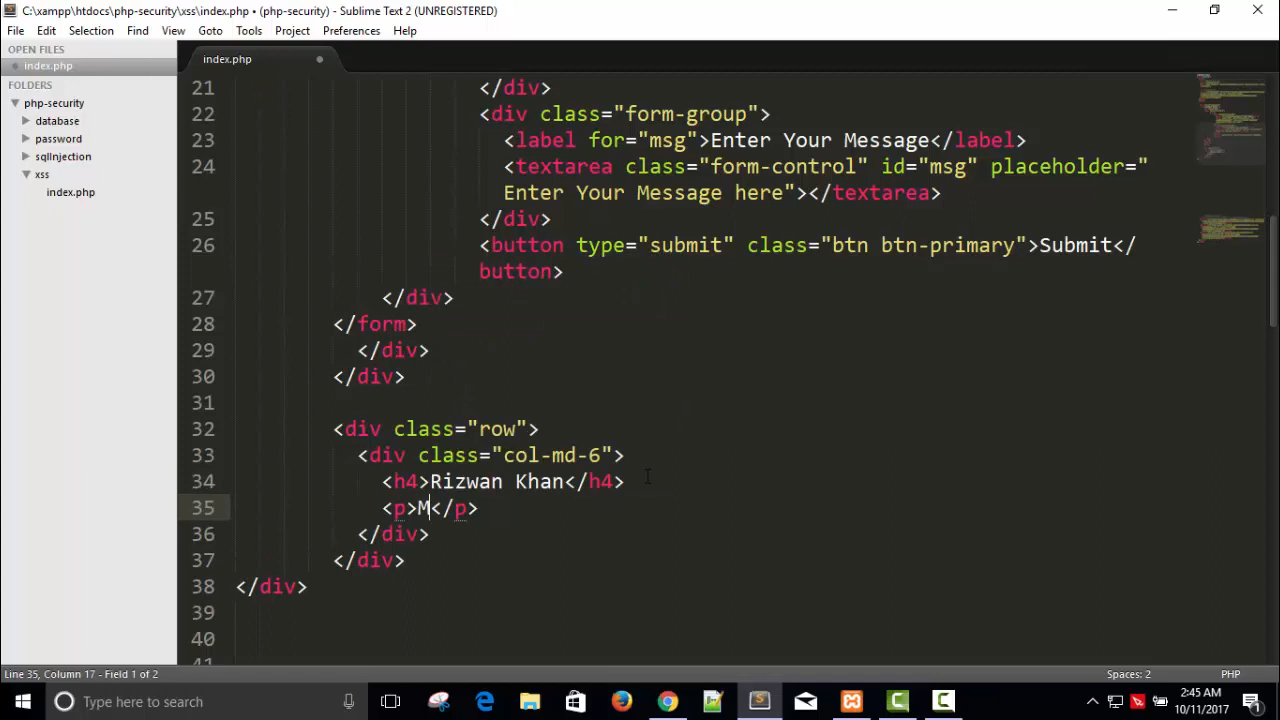 C:\xampp\htdocs\php-security\xss\index.php • (php-security) - Sublime Text 2 (UNREGISTERED)
File Edit Selection Find View Goto Tools Project Preferences Help
OPEN FILES
index.php
FOLDERS
php-security
database
password
sqlInjection
xss
index.php
index.php
21 </div>
22 <div class="form-group">
23 <label for="msg">Enter Your Message</label>
24 <textarea class="form-control" id="msg" placeholder="
Enter Your Message here"></textarea>
25 </div>
26 <button type="submit" class="btn btn-primary">Submit</
button>
27 </div>
28 </form>
29 </div>
30 </div>
31
32 <div class="row">
33 <div class="col-md-6">
34 <h4>Rizwan Khan</h4>
35 <p>M</p>
36 </div>
37 </div>
38 </div>
39
40
41
Line 35, Column 17 - Field 1 of 2
Spaces: 2
PHP
Type here to search
2:45 AM
10/11/2017